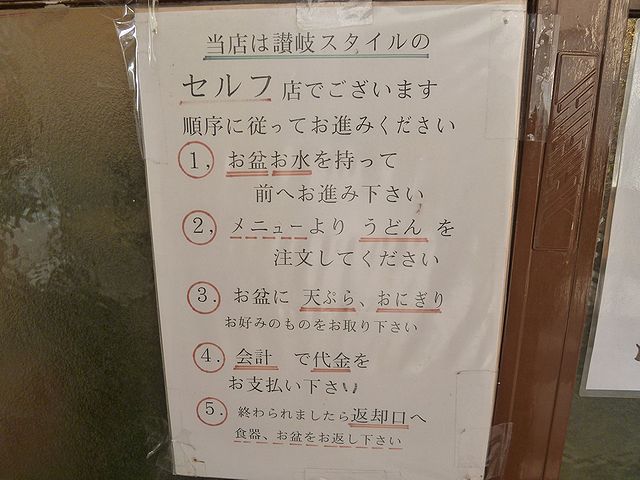 当店は讃岐スタイルの
セルフ 店でございます
順序に従ってお進みください
1, お盆お水を持って
前へお進み下さい
2, メニューより うどん を
注文してください
3. お盆に 天ぷら、おにぎり
お好みのものをお取り下さい
4. 会計 で代金を
お支払い下さい
5. 終わられましたら返却口へ
食器、お盆をお返し下さい